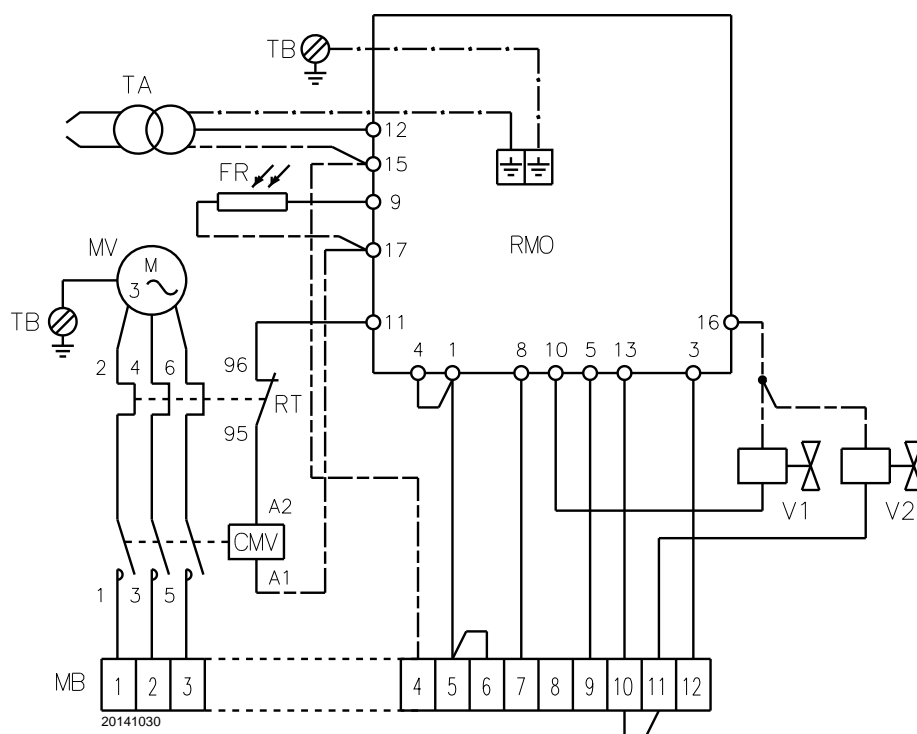 TB
TA
12
15
FR
9
RMO
MV
M
3
17
TB
11
16
2 4 6
96
4 1 8 10 5 13 3
RT
95
A2
V1 V2
CMV
A1
1 3 5
MB 1 2 3 4 5 6 7 8 9 10 11 12
20141030